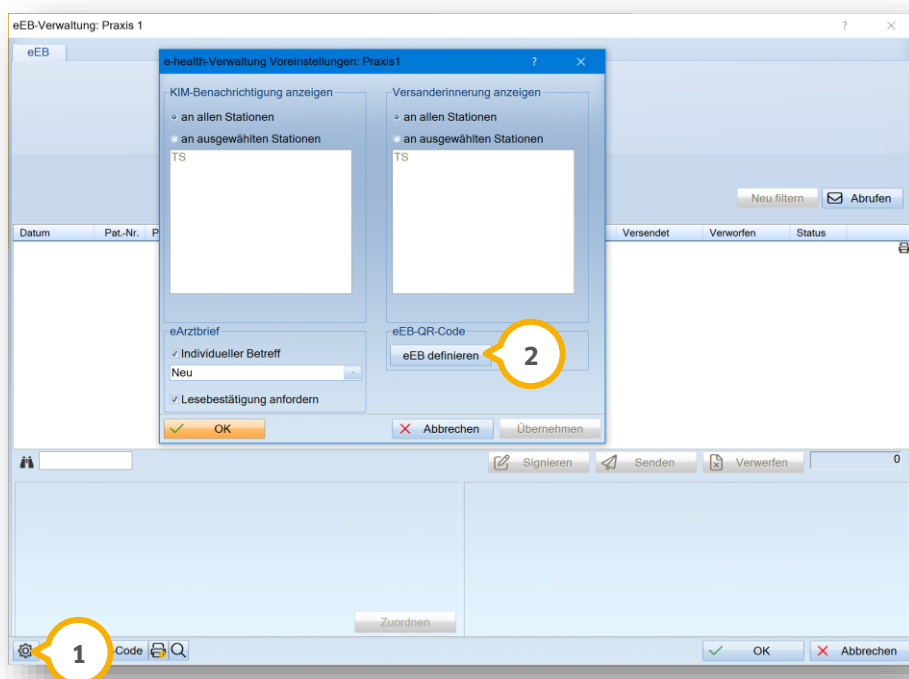 eEB-Verwaltung: Praxis 1
eEB
e-health-Verwaltung Voreinstellungen: Praxis1
KIM-Benachrichtigung anzeigen
an allen Stationen
an ausgewählten Stationen
TS
Versanderinnerung anzeigen
an allen Stationen
an ausgewählten Stationen
TS
Neu filtern
Abrufen
Datum Pat.-Nr. P Versendet Verworfen Status
eArztbrief
Individueller Betreff
Neu
Lesebestätigung anfordern
eEB-QR-Code
eEB definieren
2
OK Abbrechen Übernehmen
Signieren Senden Verwerfen 0
Zuordnen
1
-Code
OK Abbrechen